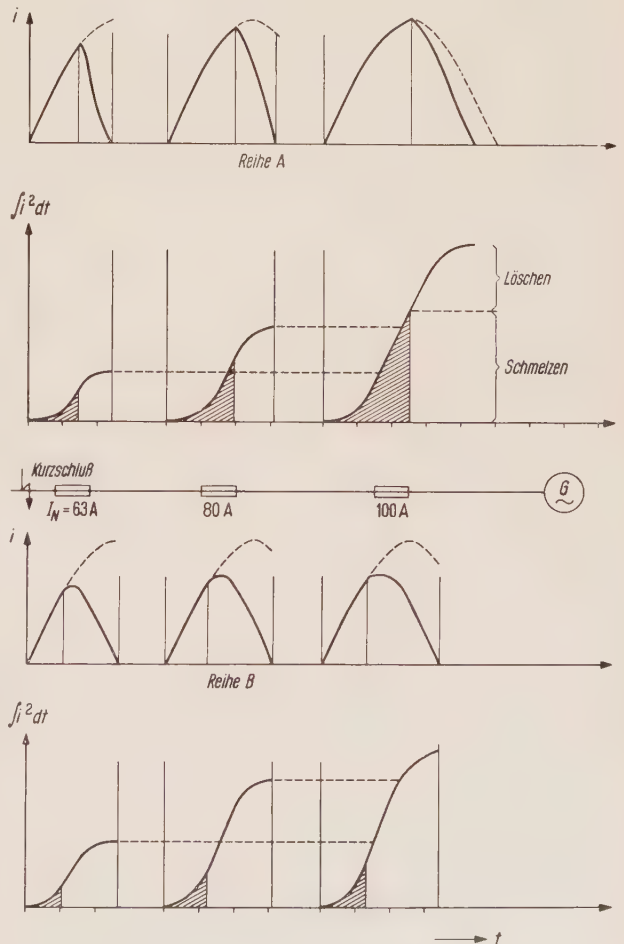 i
Reihe A
∫i²dt
Löschen
Schmelzen
Kurzschluß
I_N = 63 A
80 A
100 A
G
~
i
Reihe B
∫i²dt
t